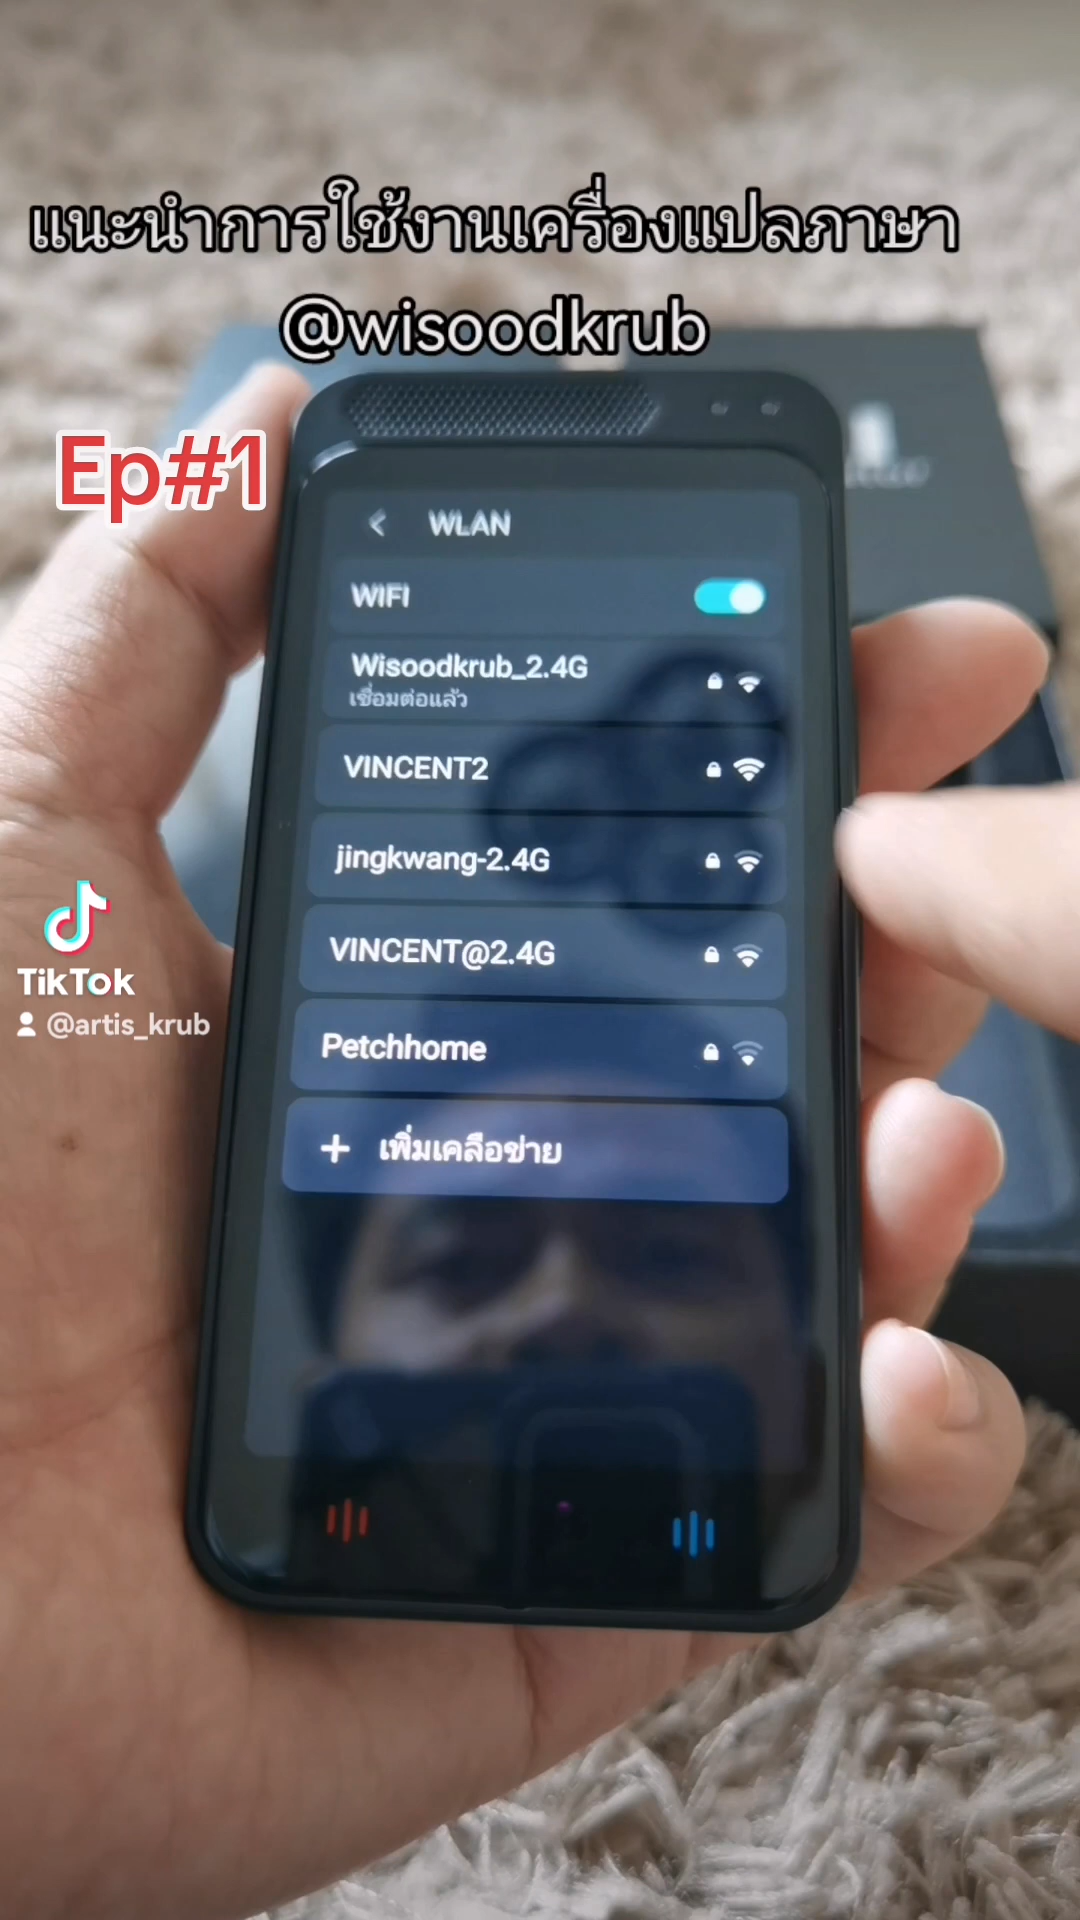 แนะนำการใช้งานเครื่องแปลภาษา
@wisoodkrub
Ep#1
WLAN
WIFI
Wisoodkrub_2.4G
เชื่อมต่อแล้ว
VINCENT2
jingkwang-2.4G
VINCENT@2.4G
Petchhome
+ เพิ่มเคลือข่าย
TikTok
@artis_krub